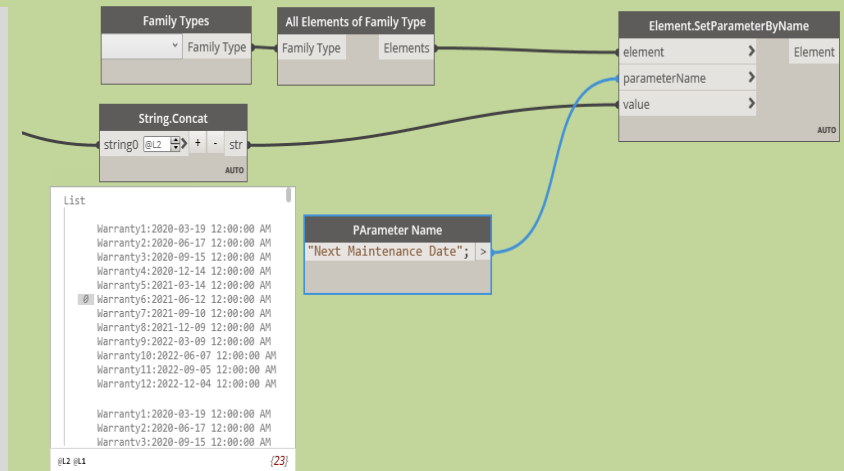 Family Types
Family Type
All Elements of Family Type
Family Type Elements
Element.SetParameterByName
element > Element
parameterName >
value >
AUTO
String.Concat
string0 @L2 > + - str
AUTO
PArameter Name
"Next Maintenance Date"; >
List
Warranty1:2020-03-19 12:00:00 AM
Warranty2:2020-06-17 12:00:00 AM
Warranty3:2020-09-15 12:00:00 AM
Warranty4:2020-12-14 12:00:00 AM
Warranty5:2021-03-14 12:00:00 AM
0 Warranty6:2021-06-12 12:00:00 AM
Warranty7:2021-09-10 12:00:00 AM
Warranty8:2021-12-09 12:00:00 AM
Warranty9:2022-03-09 12:00:00 AM
Warranty10:2022-06-07 12:00:00 AM
Warranty11:2022-09-05 12:00:00 AM
Warranty12:2022-12-04 12:00:00 AM
Warranty1:2020-03-19 12:00:00 AM
Warranty2:2020-06-17 12:00:00 AM
Warranty3:2020-09-15 12:00:00 AM
@L2 @L1 {23}